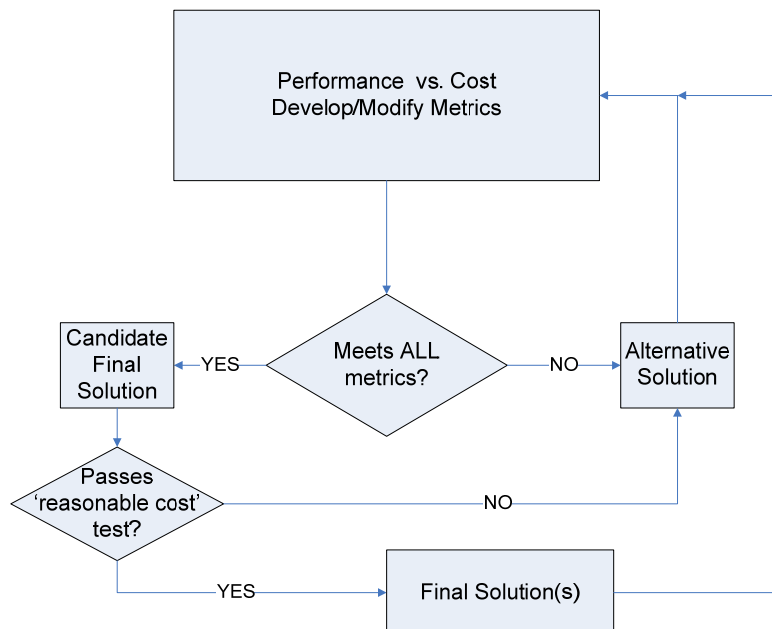 Performance vs. Cost
Develop/Modify Metrics
Candidate
Final
Solution
YES
Meets ALL
metrics?
NO
Alternative
Solution
Passes
‘reasonable cost’
test?
NO
YES
Final Solution(s)